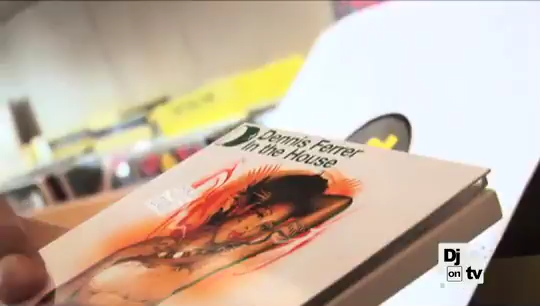 Dennis Ferrer
In the House
Dj
on tv